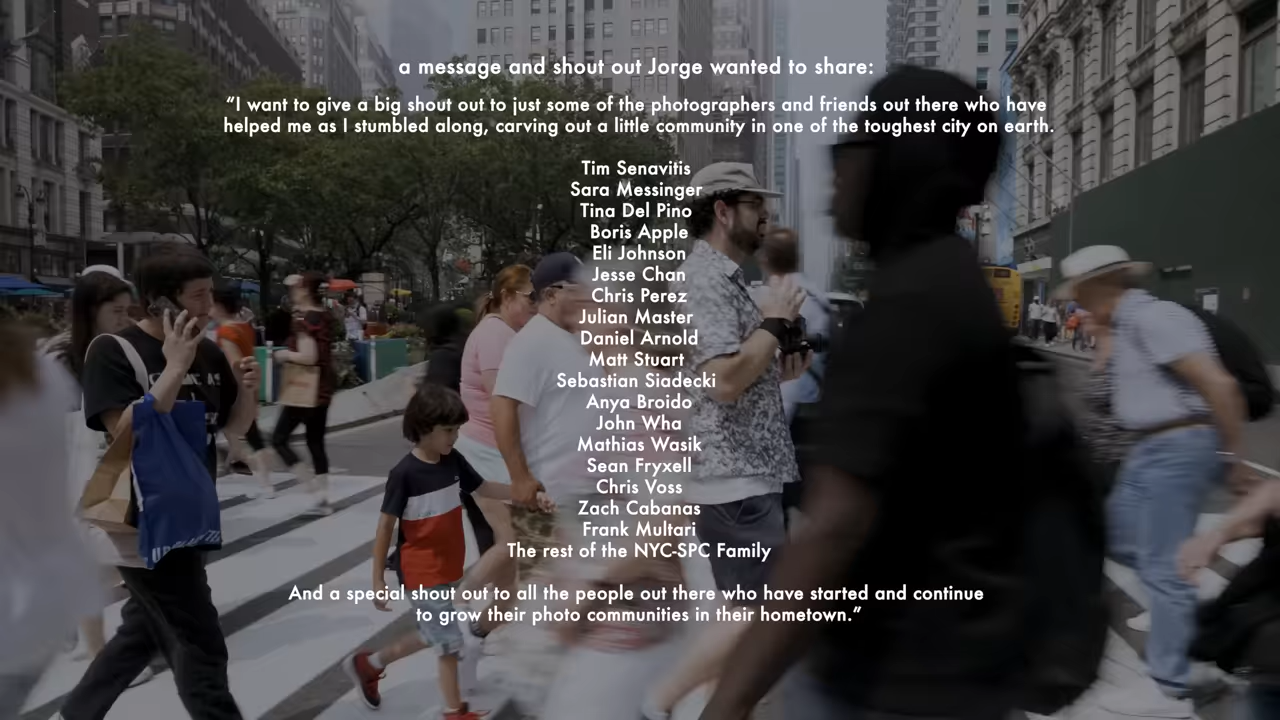 a message and shout out Jorge wanted to share:
“I want to give a big shout out to just some of the photographers and friends out there who have
helped me as I stumbled along, carving out a little community in one of the toughest city on earth.
Tim Senavitis
Sara Messinger
Tina Del Pino
Boris Apple
Eli Johnson
Jesse Chan
Chris Perez
Julian Master
Daniel Arnold
Matt Stuart
Sebastian Siadecki
Anya Broido
John Wha
Mathias Wasik
Sean Fryxell
Chris Voss
Zach Cabanas
Frank Multari
The rest of the NYC-SPC Family
And a special shout out to all the people out there who have started and continue
to grow their photo communities in their hometown.”